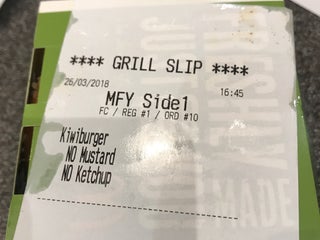 **** GRILL SLIP ****
26/03/2018 16:45
MFY Side1
FC / REG #1 / ORD #10
Kiwiburger
NO Mustard
NO Ketchup
MADE